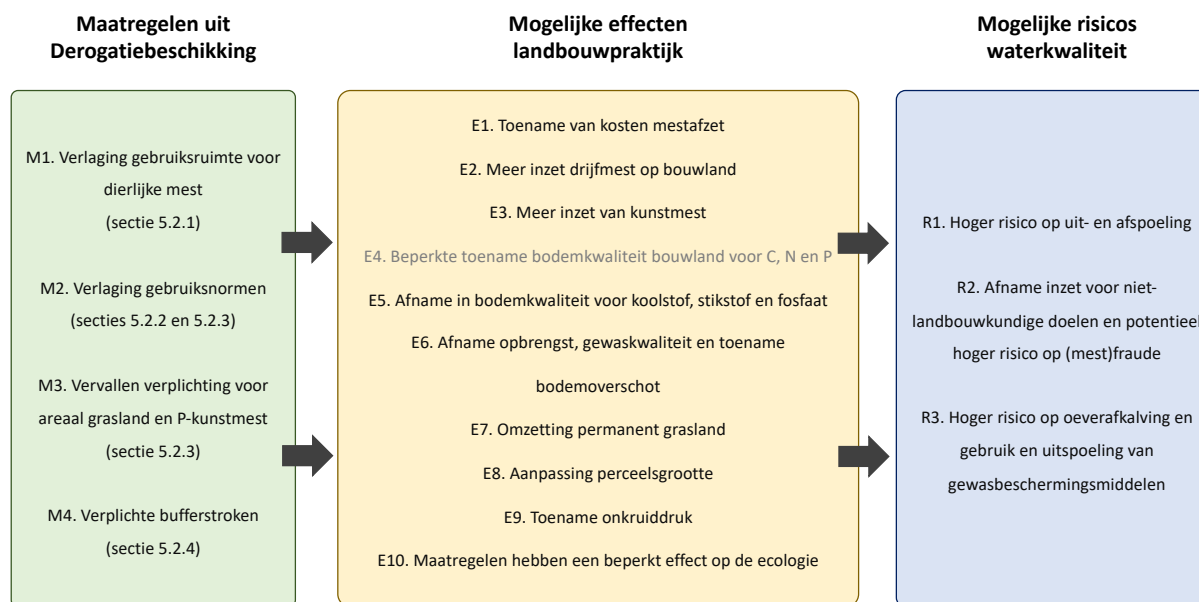 Maatregelen uit
Derogatiebeschikking
M1. Verlaging gebruiksruimte voor
dierlijke mest
(sectie 5.2.1)
M2. Verlaging gebruiksnormen
(secties 5.2.2 en 5.2.3)
M3. Vervallen verplichting voor
areaal grasland en P-kunstmest
(sectie 5.2.3)
M4. Verplichte bufferstroken
(sectie 5.2.4)
Mogelijke effecten
landbouwpraktijk
E1. Toename van kosten mestafzet
E2. Meer inzet drijfmest op bouwland
E3. Meer inzet van kunstmest
E4. Beperkte toename bodemkwaliteit bouwland voor C, N en P
E5. Afname in bodemkwaliteit voor koolstof, stikstof en fosfaat
E6. Afname opbrengst, gewaskwaliteit en toename
bodemoverschot
E7. Omzetting permanent grasland
E8. Aanpassing perceelsgrootte
E9. Toename onkruiddruk
E10. Maatregelen hebben een beperkt effect op de ecologie
Mogelijke risicos
waterkwaliteit
R1. Hoger risico op uit- en afspoeling
R2. Afname inzet voor niet-
landbouwkundige doelen en potentieel
hoger risico op (mest)fraude
R3. Hoger risico op oeverafkalving en
gebruik en uitspoeling van
gewasbeschermingsmiddelen